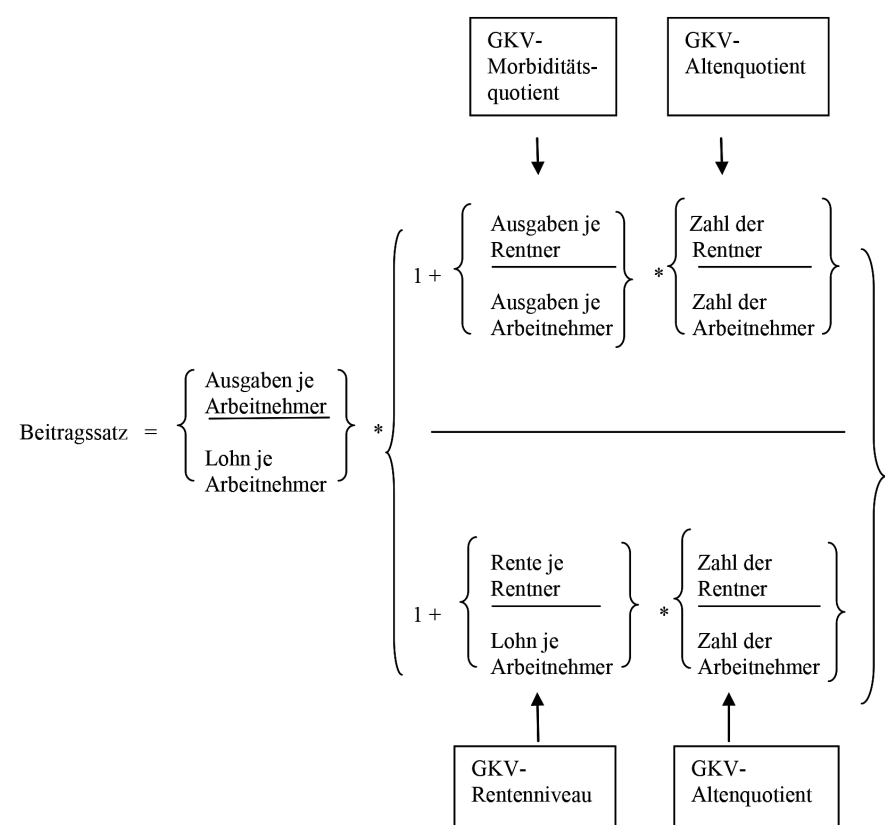 GKV-
Morbiditäts-
quotient
GKV-
Altenquotient
1 +
Ausgaben je
Rentner
Ausgaben je
Arbeitnehmer
*
Zahl der
Rentner
Zahl der
Arbeitnehmer
Beitragssatz =
Ausgaben je
Arbeitnehmer
Lohn je
Arbeitnehmer
*
1 +
Rente je
Rentner
Lohn je
Arbeitnehmer
*
Zahl der
Rentner
Zahl der
Arbeitnehmer
GKV-
Rentenniveau
GKV-
Altenquotient